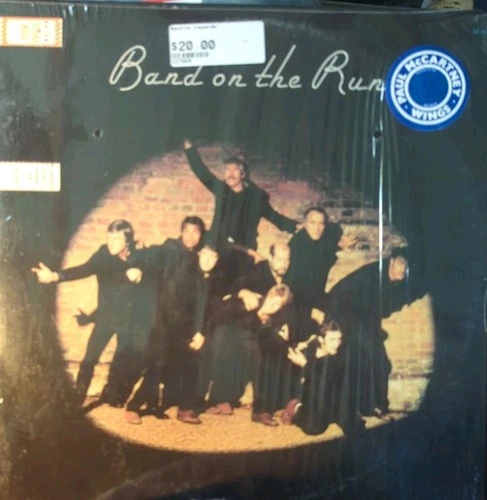 $20.00
Band on the Run
PAUL McCARTNEY
WINGS